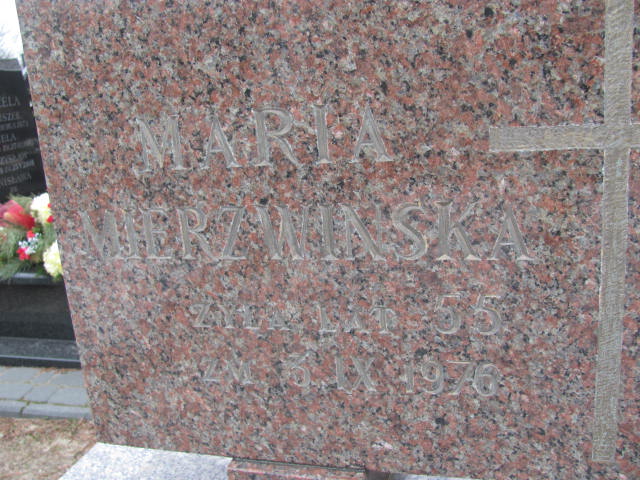 MARIA
MIERZWIŃSKA
ŻYŁA LAT 55
ZM 5 IX 1976